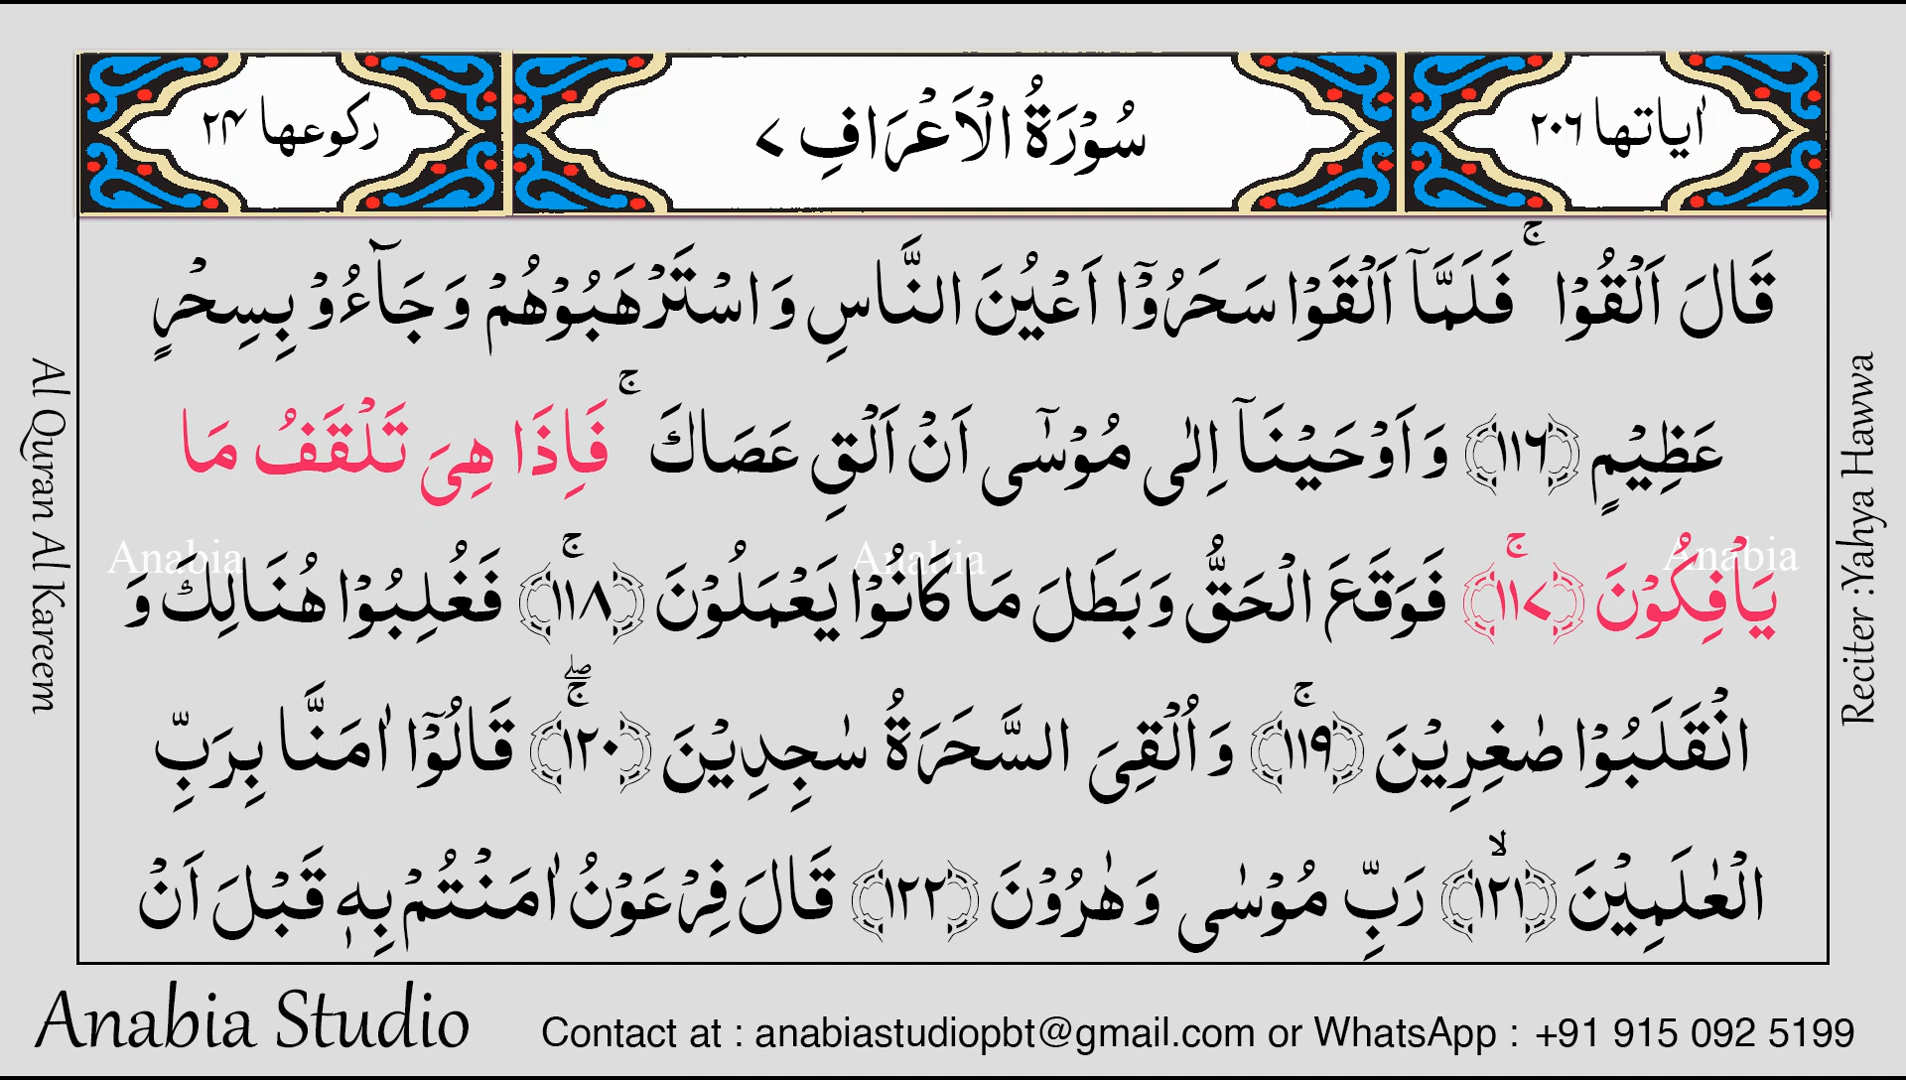 اٰیاتها ۲۰۶
سُوْرَةُ الْاَعْرَافِ ۷
ركوعها ۲۴
قَالَ اَلْقُوْا ۚ فَلَمَّاۤ اَلْقَوْا سَحَرُوْۤا اَعْیُنَ النَّاسِ وَ اسْتَرْهَبُوْهُمْ وَ جَآءُوْ بِسِحْرٍ
عَظِیْمٍ ﴿۱۱۶﴾ وَ اَوْحَیْنَاۤ اِلٰی مُوْسٰۤی اَنْ اَلْقِ عَصَاكَ ۚ فَاِذَا هِیَ تَلْقَفُ مَا
یَاْفِكُوْنَ ﴿۱۱۷﴾ۚ فَوَقَعَ الْحَقُّ وَ بَطَلَ مَا كَانُوْا یَعْمَلُوْنَ ﴿۱۱۸﴾ۚ فَغُلِبُوْا هُنَالِكَ وَ
انْقَلَبُوْا صٰغِرِیْنَ ﴿۱۱۹﴾ۚ وَ اُلْقِیَ السَّحَرَةُ سٰجِدِیْنَ ﴿۱۲۰﴾ۚۖ قَالُوْۤا اٰمَنَّا بِرَبِّ
الْعٰلَمِیْنَ ﴿۱۲۱﴾ۙ رَبِّ مُوْسٰی وَ هٰرُوْنَ ﴿۱۲۲﴾ قَالَ فِرْعَوْنُ اٰمَنْتُمْ بِهٖ قَبْلَ اَنْ
Anabia Anabia Anabia
Al Quran Al Kareem
Reciter :Yahya Hawwa
Anabia Studio
Contact at : anabiastudiopbt@gmail.com or WhatsApp : +91 915 092 5199